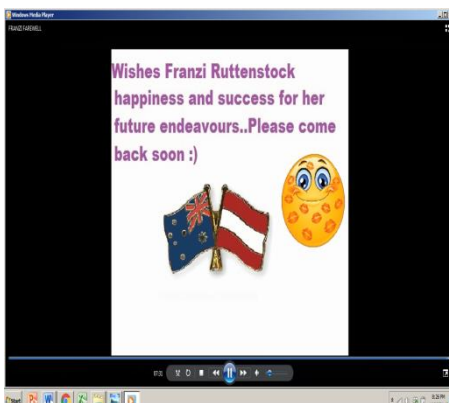 Windows Media Player
FRANZI FAREWELL
Wishes Franzi Ruttenstock
happiness and success for her
future endeavours..Please come
back soon :)